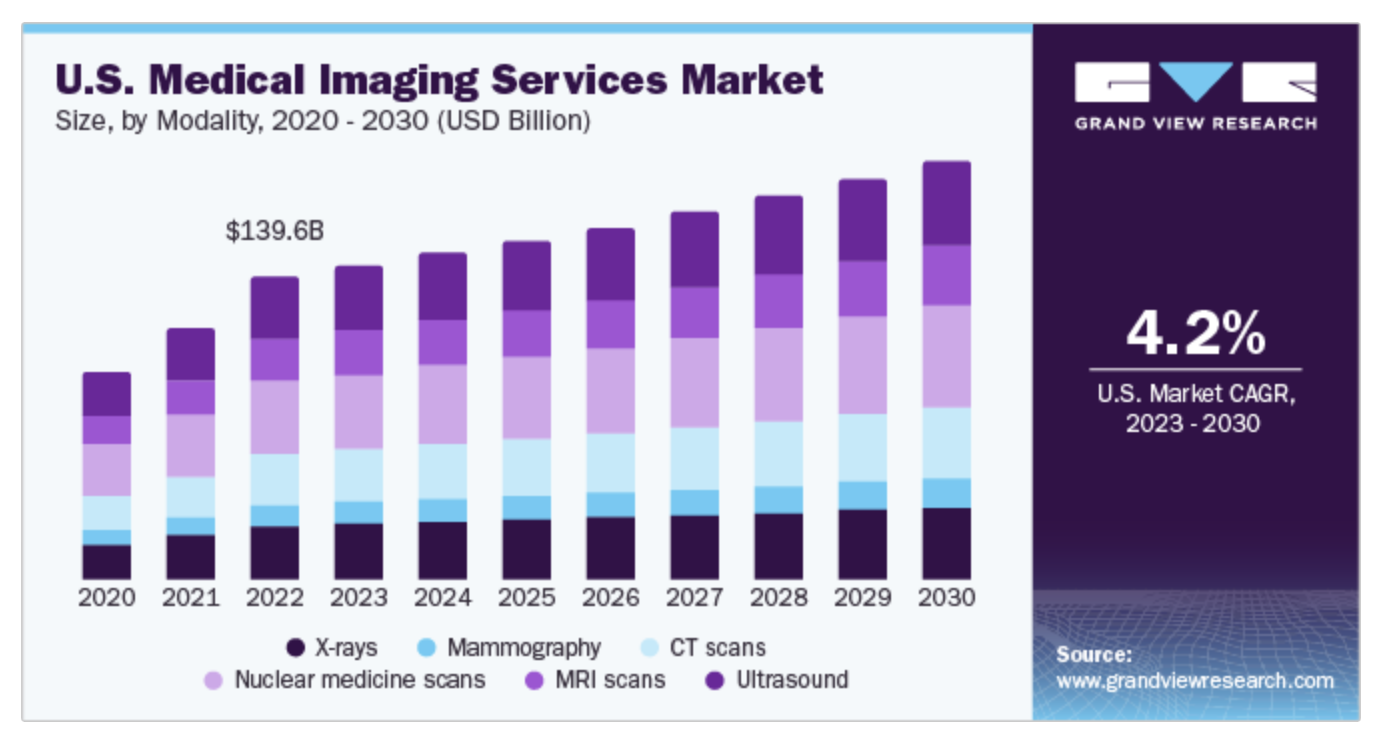 U.S. Medical Imaging Services Market
Size, by Modality, 2020 - 2030 (USD Billion)
$139.6B
2020 2021 2022 2023 2024 2025 2026 2027 2028 2029 2030
X-rays Mammography CT scans
Nuclear medicine scans MRI scans Ultrasound
GRAND VIEW RESEARCH
4.2%
U.S. Market CAGR,
2023 - 2030
Source:
www.grandviewresearch.com